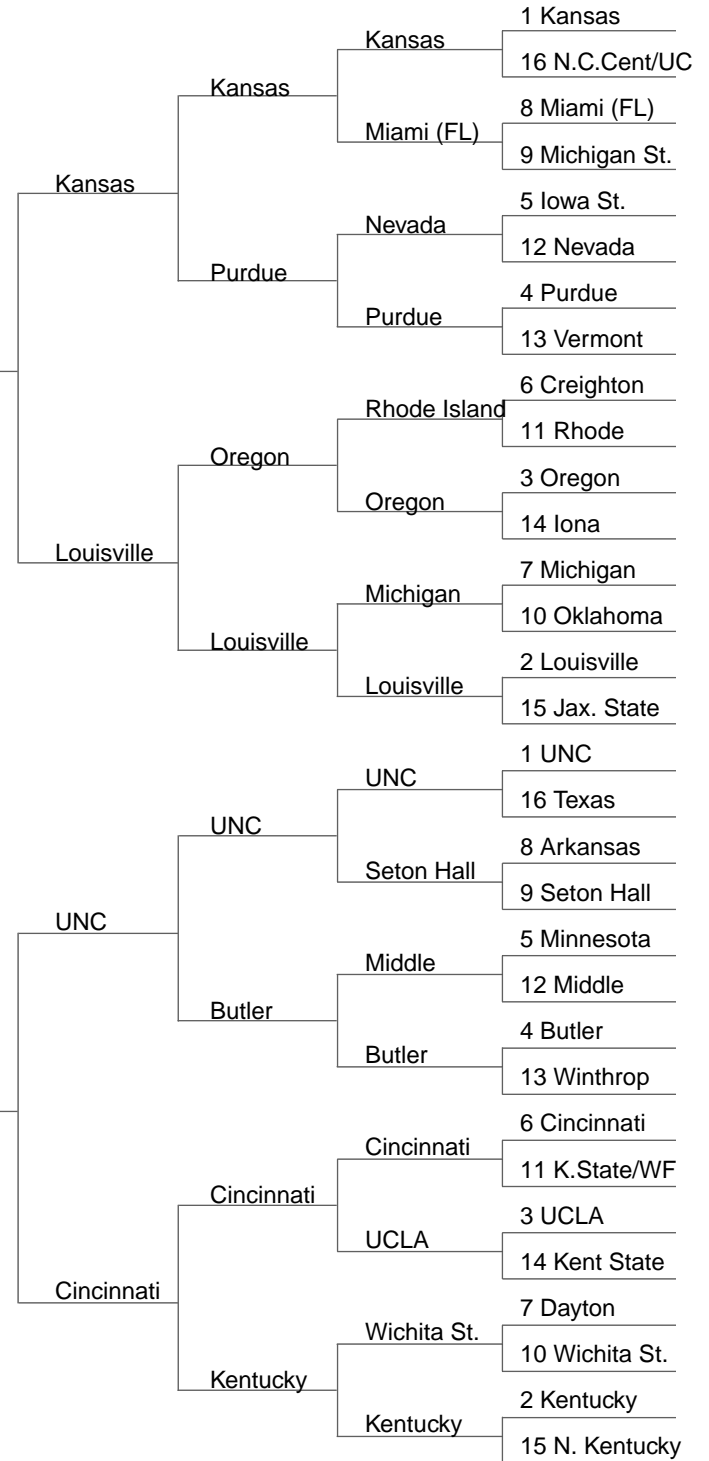 1 Kansas
Kansas
16 N.C.Cent/UC
Kansas
8 Miami (FL)
Miami (FL)
9 Michigan St.
Kansas
5 Iowa St.
Nevada
12 Nevada
Purdue
4 Purdue
Purdue
13 Vermont
6 Creighton
Rhode Island
11 Rhode
Oregon
3 Oregon
Oregon
14 Iona
Louisville
7 Michigan
Michigan
10 Oklahoma
Louisville
2 Louisville
Louisville
15 Jax. State
1 UNC
UNC
16 Texas
UNC
8 Arkansas
Seton Hall
9 Seton Hall
UNC
5 Minnesota
Middle
12 Middle
Butler
4 Butler
Butler
13 Winthrop
6 Cincinnati
Cincinnati
11 K.State/WF
Cincinnati
3 UCLA
UCLA
14 Kent State
Cincinnati
7 Dayton
Wichita St.
10 Wichita St.
Kentucky
2 Kentucky
Kentucky
15 N. Kentucky